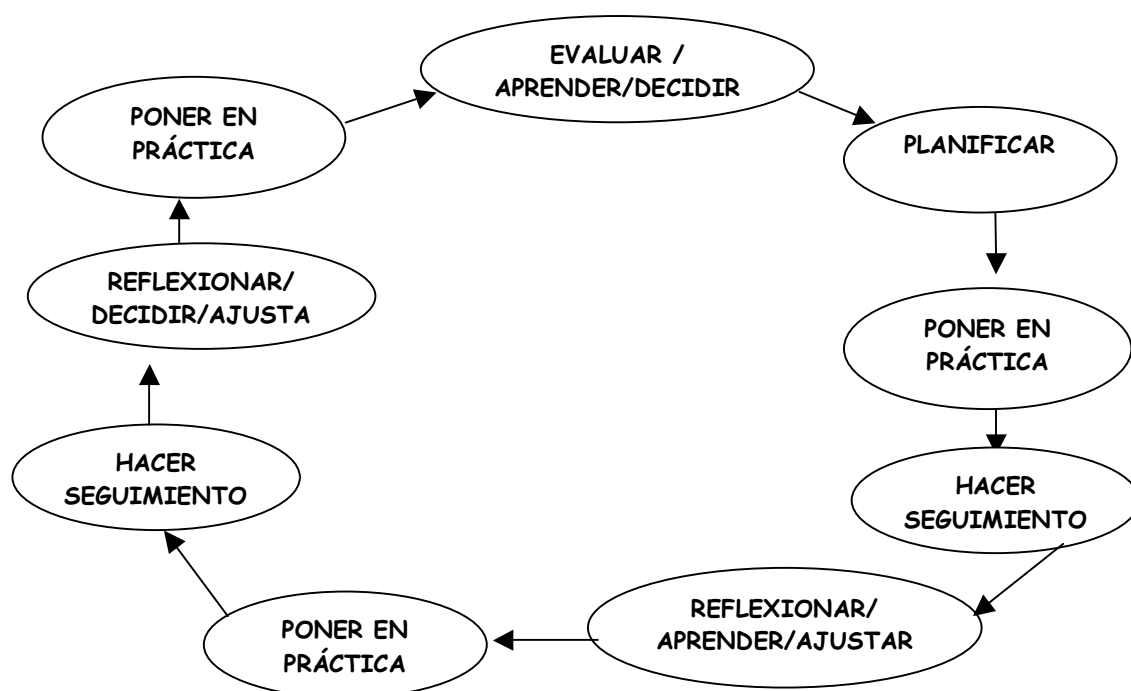 EVALUAR /
APRENDER/DECIDIR
PLANIFICAR
PONER EN
PRÁCTICA
HACER
SEGUIMIENTO
REFLEXIONAR/
APRENDER/AJUSTAR
PONER EN
PRÁCTICA
HACER
SEGUIMIENTO
REFLEXIONAR/
DECIDIR/AJUSTA
PONER EN
PRÁCTICA